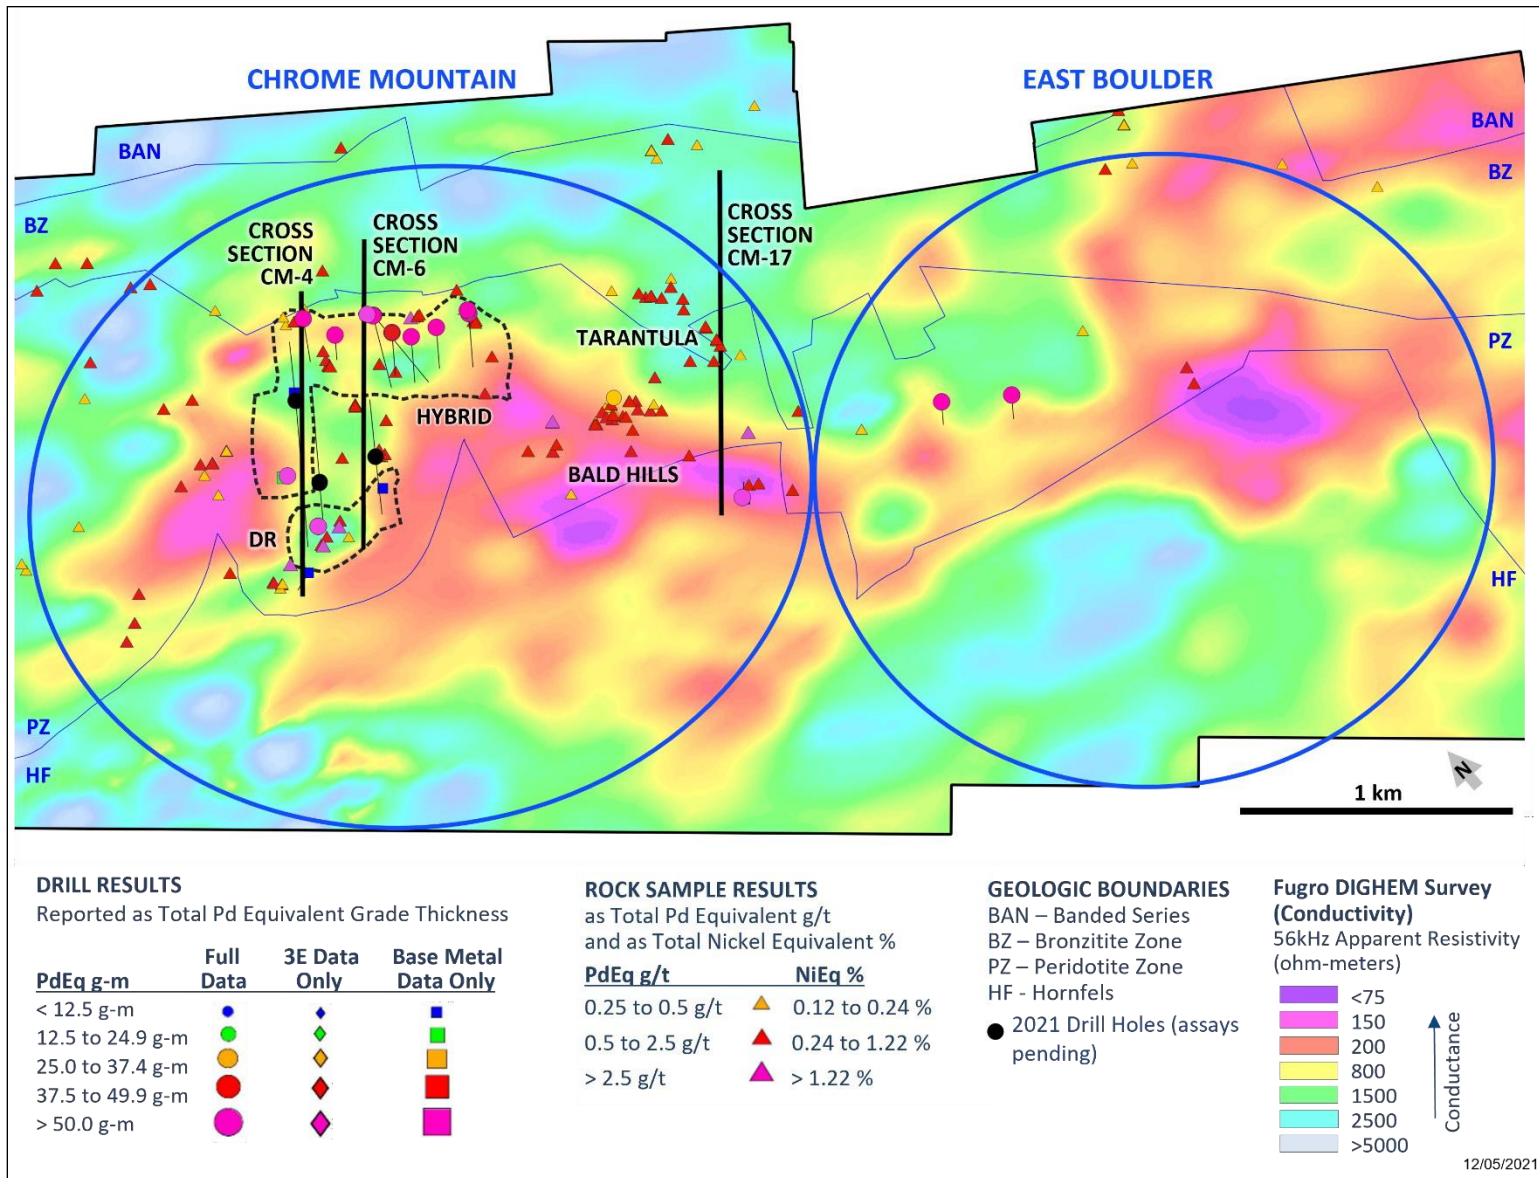 CHROME MOUNTAIN
EAST BOULDER
BAN
BAN
BZ
BZ
CROSS
SECTION
CM-4
CROSS
SECTION
CM-6
CROSS
SECTION
CM-17
TARANTULA
PZ
HYBRID
BALD HILLS
DR
HF
PZ
HF
N
1 km
DRILL RESULTS
Reported as Total Pd Equivalent Grade Thickness
PdEq g-m
Full
Data
3E Data
Only
Base Metal
Data Only
< 12.5 g-m
12.5 to 24.9 g-m
25.0 to 37.4 g-m
37.5 to 49.9 g-m
> 50.0 g-m
ROCK SAMPLE RESULTS
as Total Pd Equivalent g/t
and as Total Nickel Equivalent %
PdEq g/t NiEq %
0.25 to 0.5 g/t 0.12 to 0.24 %
0.5 to 2.5 g/t 0.24 to 1.22 %
> 2.5 g/t > 1.22 %
GEOLOGIC BOUNDARIES
BAN – Banded Series
BZ – Bronzitite Zone
PZ – Peridotite Zone
HF - Hornfels
2021 Drill Holes (assays
pending)
Fugro DIGHEM Survey
(Conductivity)
56kHz Apparent Resistivity
(ohm-meters)
<75
150
200
800
1500
2500
>5000
Conductance
12/05/2021